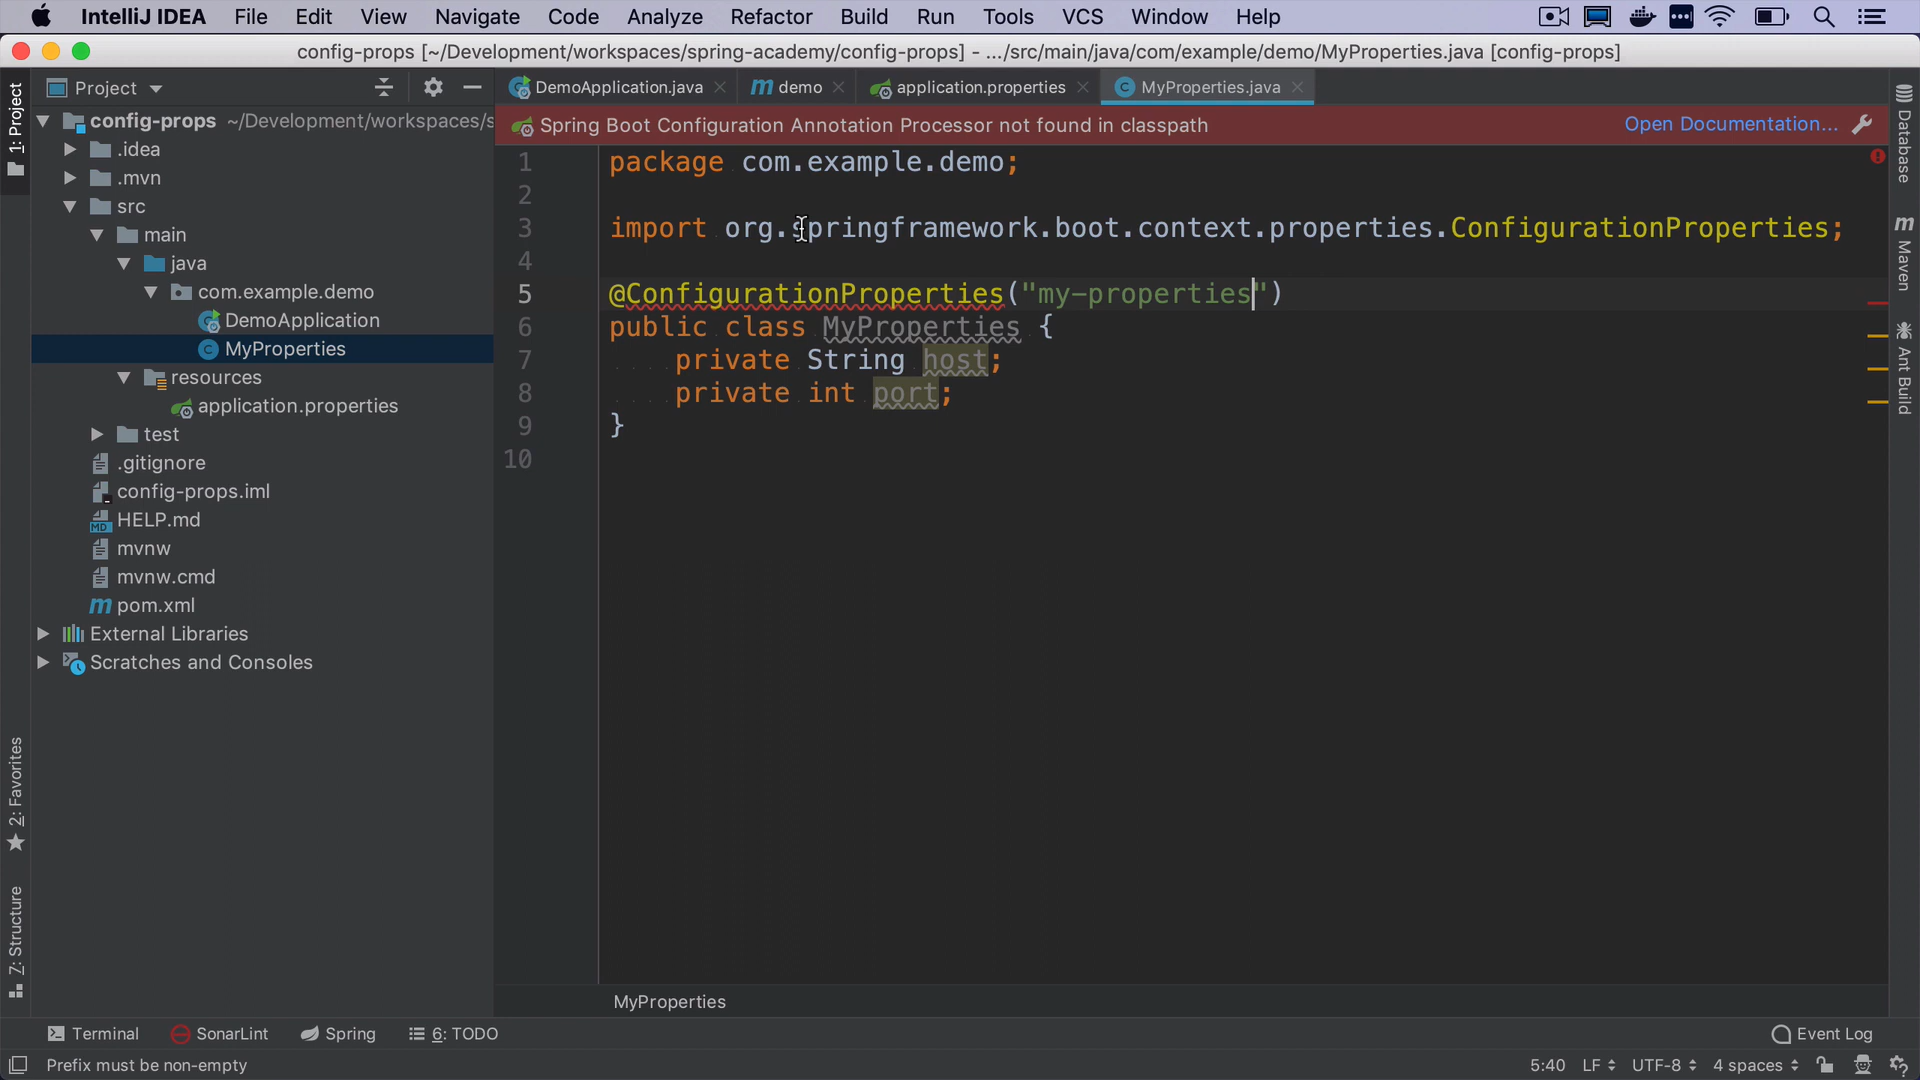 IntelliJ IDEA File Edit View Navigate Code Analyze Refactor Build Run Tools VCS Window Help
config-props [~/Development/workspaces/spring-academy/config-props] - .../src/main/java/com/example/demo/MyProperties.java [config-props]
1: Project
Project
config-props ~/Development/workspaces/s
.idea
.mvn
src
main
java
com.example.demo
DemoApplication
MyProperties
resources
application.properties
test
.gitignore
config-props.iml
HELP.md
mvnw
mvnw.cmd
pom.xml
External Libraries
Scratches and Consoles
2: Favorites
7: Structure
DemoApplication.java demo application.properties MyProperties.java
Spring Boot Configuration Annotation Processor not found in classpath Open Documentation...
1 package com.example.demo;
2
3 import org.springframework.boot.context.properties.ConfigurationProperties;
4
5 @ConfigurationProperties("my-properties")
6 public class MyProperties {
7 private String host;
8 private int port;
9 }
10
MyProperties
Database
Maven
Ant Build
Terminal SonarLint Spring 6: TODO Event Log
Prefix must be non-empty 5:40 LF UTF-8 4 spaces